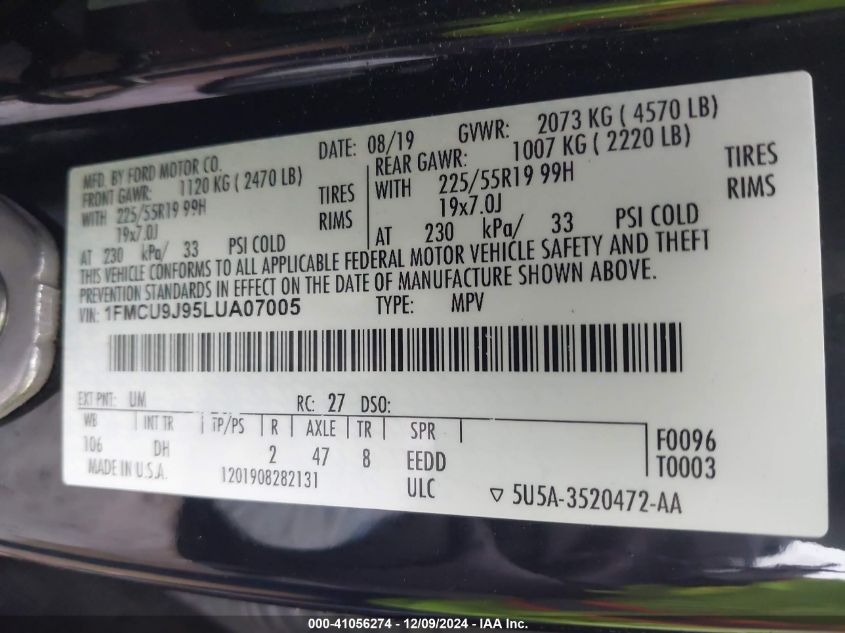 MFD. BY FORD MOTOR CO. DATE: 08/19 GVWR: 2073 KG ( 4570 LB)
FRONT GAWR: 1120 KG ( 2470 LB) REAR GAWR: 1007 KG ( 2220 LB)
WITH 225/55R19 99H TIRES WITH 225/55R19 99H TIRES
19x7.0J RIMS 19x7.0J RIMS
AT 230 kPa/ 33 PSI COLD AT 230 kPa/ 33 PSI COLD
THIS VEHICLE CONFORMS TO ALL APPLICABLE FEDERAL MOTOR VEHICLE SAFETY AND THEFT
PREVENTION STANDARDS IN EFFECT ON THE DATE OF MANUFACTURE SHOWN ABOVE.
VIN: 1FMCU9J95LUA07005 TYPE: MPV
EXT PNT: UM RC: 27 DSO:
WB INT TR TP/PS R AXLE TR SPR F0096
106 DH 2 47 8 EEDD T0003
MADE IN U.S.A. 1201908282131 ULC ▽ 5U5A-3520472-AA
000-41056274 - 12/09/2024 - IAA Inc.